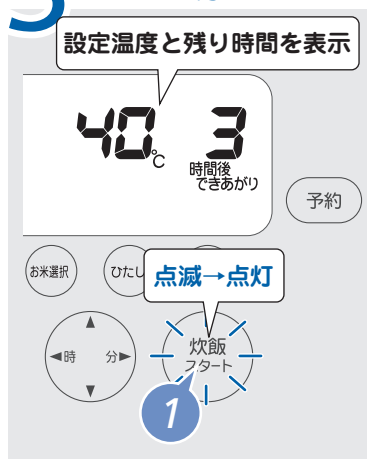 設定温度と残り時間を表示
40℃ 3
時間後
できあがり
予約
お米選択
ひたし
点滅→点灯
◀時 分▶
炊飯
スタート
1